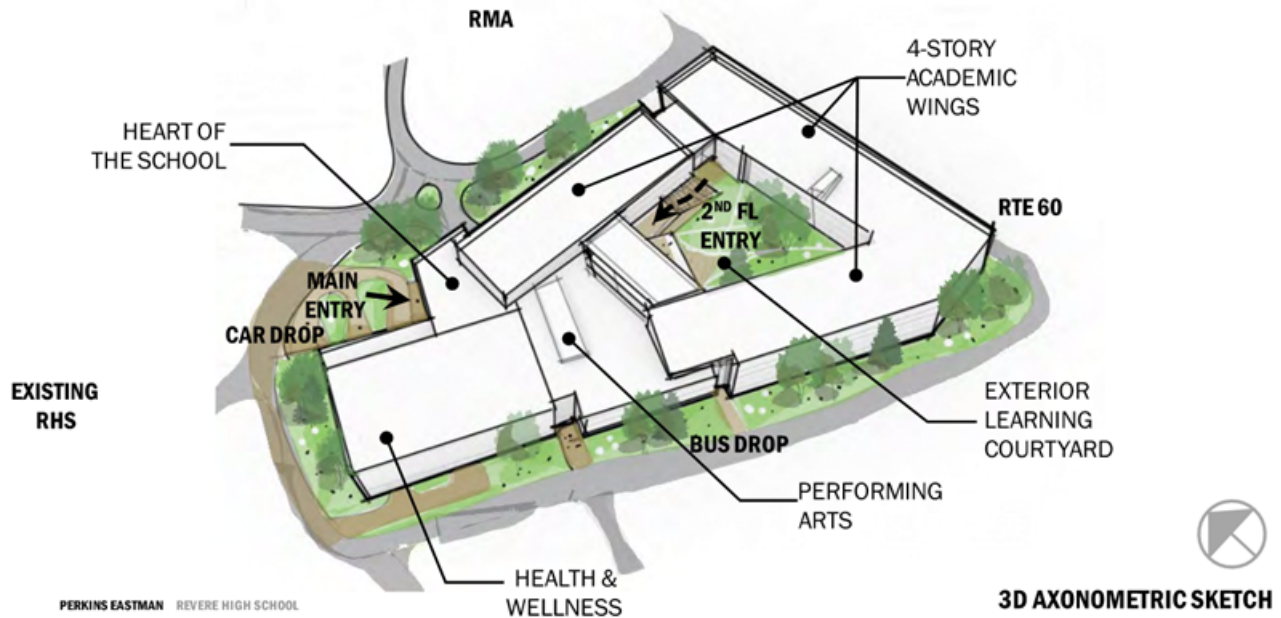 RMA
4-STORY
ACADEMIC
WINGS
HEART OF
THE SCHOOL
2ND FL
ENTRY
RTE 60
MAIN
ENTRY
CAR DROP
EXISTING
RHS
EXTERIOR
LEARNING
COURTYARD
BUS DROP
PERFORMING
ARTS
HEALTH &
WELLNESS
PERKINS EASTMAN REVERE HIGH SCHOOL
3D AXONOMETRIC SKETCH